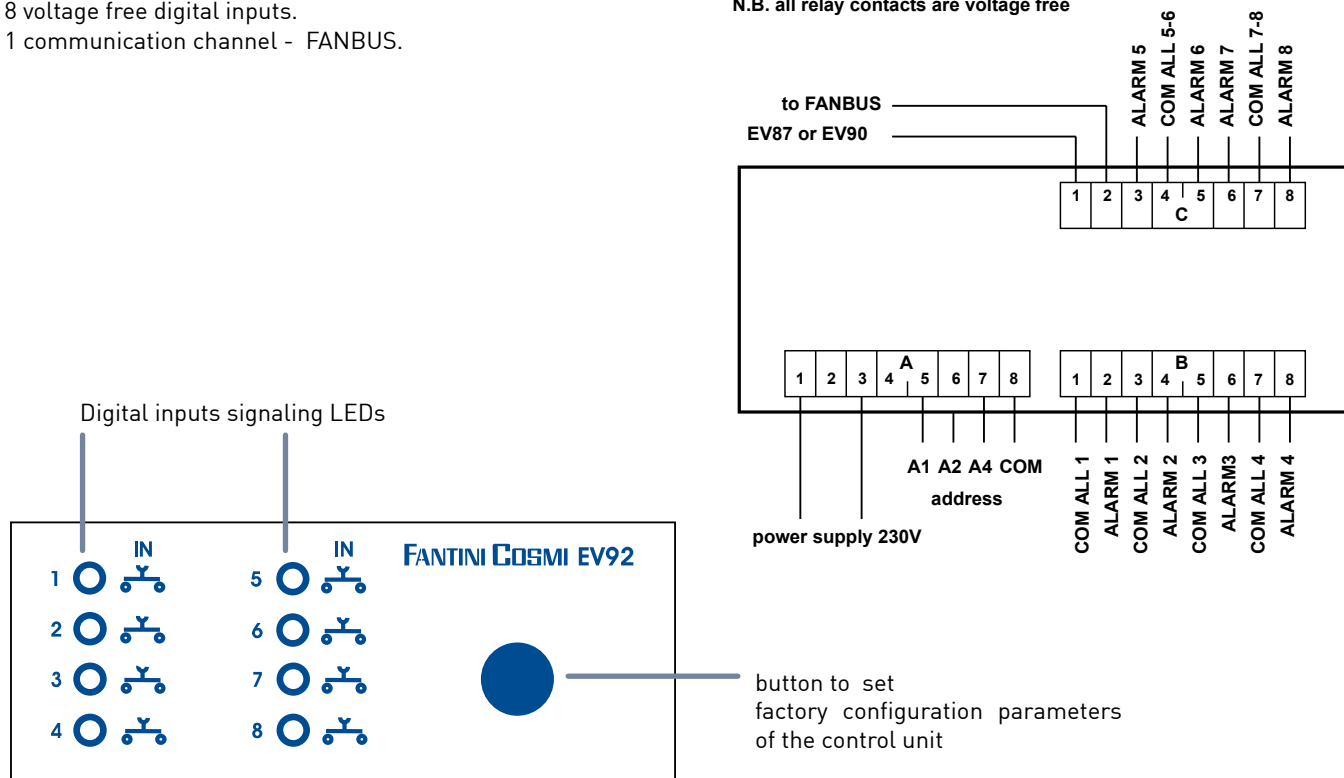 8 voltage free digital inputs.
1 communication channel - FANBUS.
N.B. all relay contacts are voltage free
to FANBUS
EV87 or EV90
ALARM 5
COM ALL 5-6
ALARM 6
ALARM 7
COM ALL 7-8
ALARM 8
1 2 3 4 5 6 7 8
C
A
1 2 3 4 5 6 7 8
B
1 2 3 4 5 6 7 8
A1 A2 A4 COM
address
power supply 230V
COM ALL 1
ALARM 1
COM ALL 2
ALARM 2
COM ALL 3
ALARM3
COM ALL 4
ALARM 4
Digital inputs signaling LEDs
IN
IN
FANTINI COSMI EV92
1
5
2
6
3
7
4
8
button to set
factory configuration parameters
of the control unit